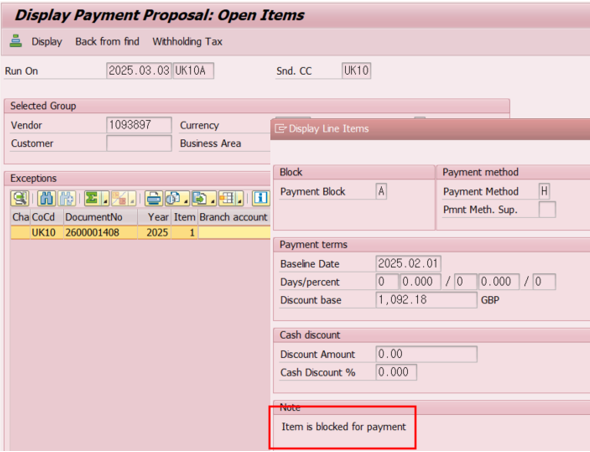 Display Payment Proposal: Open Items
Display Back from find Withholding Tax
Run On 2025.03.03 UK10A Snd. CC UK10
Selected Group
Vendor 1093897 Currency
Customer Business Area
Exceptions
Cha CoCd DocumentNo Year Item Branch account
UK10 2600001408 2025 1
Display Line Items
Block
Payment Block A
Payment method
Payment Method H
Pmnt Meth. Sup.
Payment terms
Baseline Date 2025.02.01
Days/percent 0 0.000 / 0 0.000 / 0
Discount base 1,092.18 GBP
Cash discount
Discount Amount 0.00
Cash Discount % 0.000
Note
Item is blocked for payment